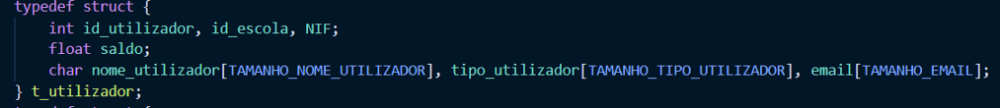 typedef struct {
int id_utilizador, id_escola, NIF;
float saldo;
char nome_utilizador[TAMANHO_NOME_UTILIZADOR], tipo_utilizador[TAMANHO_TIPO_UTILIZADOR], email[TAMANHO_EMAIL];
} t_utilizador;